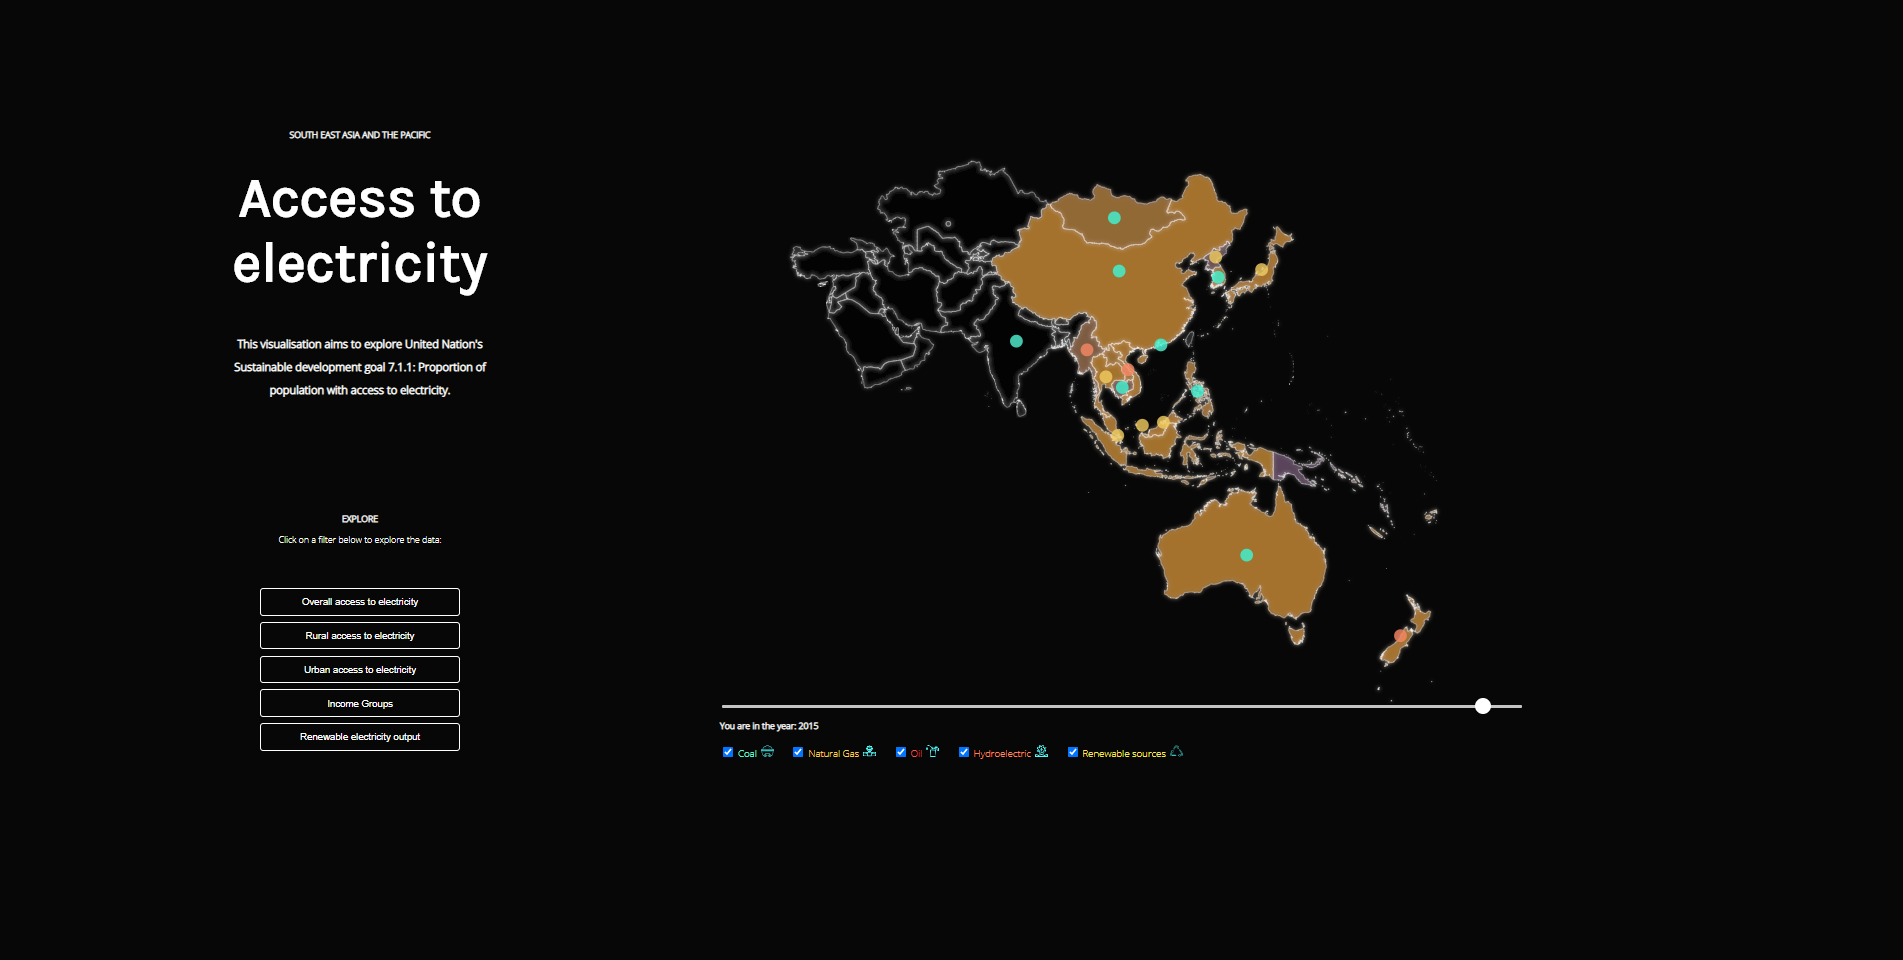 SOUTH EAST ASIA AND THE PACIFIC
Access to
electricity
This visualisation aims to explore United Nation's
Sustainable development goal 7.1.1: Proportion of
population with access to electricity.
EXPLORE
Click on a filter below to explore the data:
Overall access to electricity
Rural access to electricity
Urban access to electricity
Income Groups
Renewable electricity output
You are in the year: 2015
Coal Natural Gas Oil Hydroelectric Renewable sources